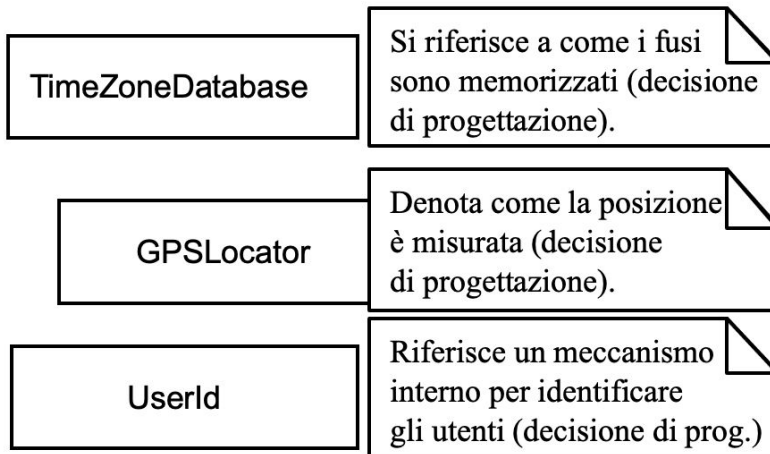 TimeZoneDatabase
Si riferisce a come i fusi
sono memorizzati (decisione
di progettazione).
GPSLocator
Denota come la posizione
è misurata (decisione
di progettazione).
UserId
Riferisce un meccanismo
interno per identificare
gli utenti (decisione di prog.)